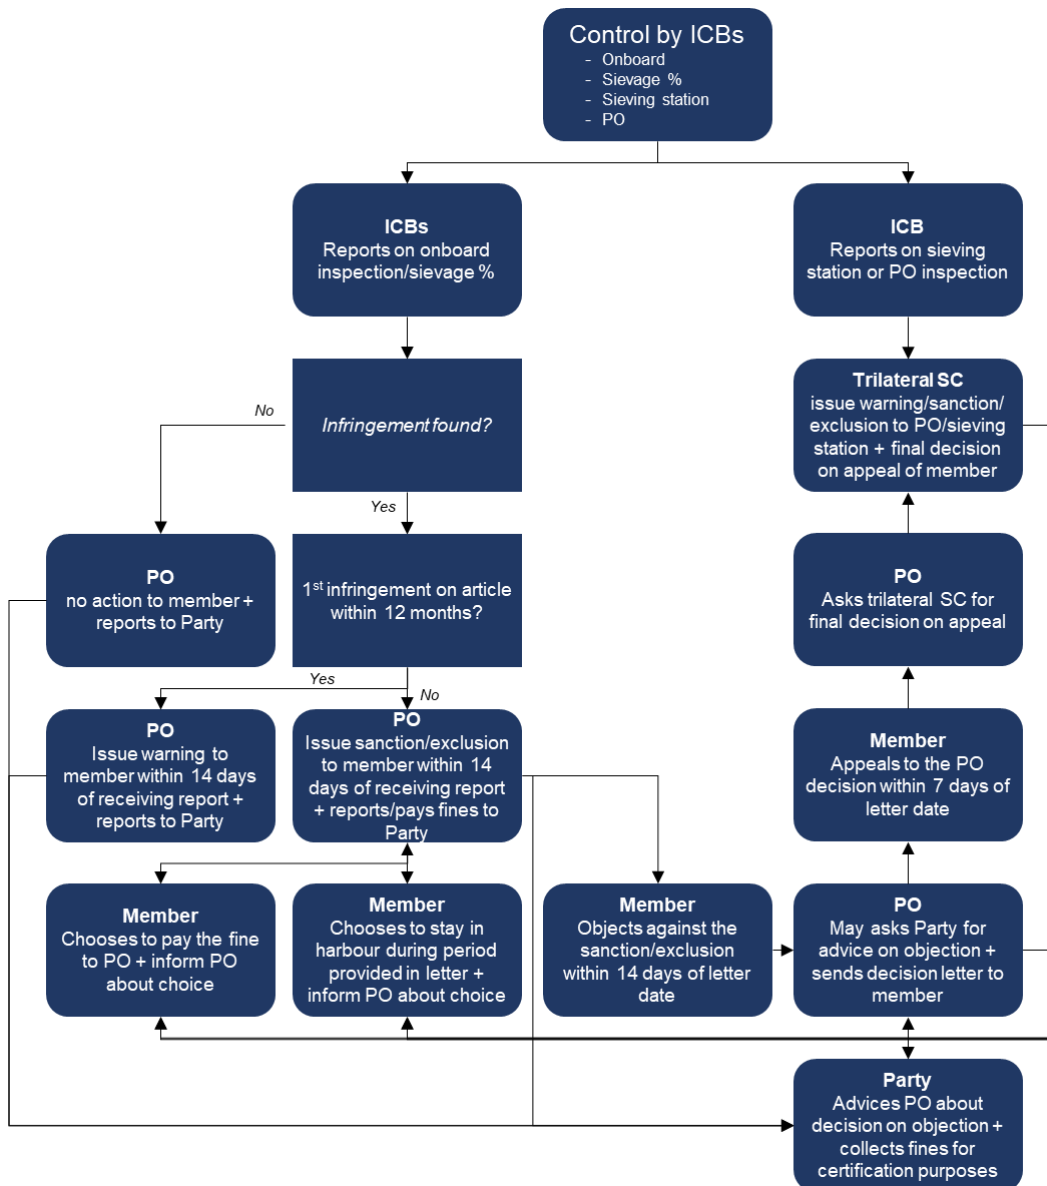 Control by ICBs
- Onboard
- Sievage %
- Sieving station
- PO
ICBs
Reports on onboard
inspection/sievage %
ICB
Reports on sieving
station or PO inspection
Infringement found?
No
Yes
Trilateral SC
issue warning/sanction/
exclusion to PO/sieving
station + final decision
on appeal of member
PO
no action to member +
reports to Party
1st infringement on article
within 12 months?
PO
Asks trilateral SC for
final decision on appeal
Yes
No
PO
Issue warning to
member within 14 days
of receiving report +
reports to Party
PO
Issue sanction/exclusion
to member within 14
days of receiving report
+ reports/pays fines to
Party
Member
Appeals to the PO
decision within 7 days of
letter date
Member
Chooses to pay the fine
to PO + inform PO
about choice
Member
Chooses to stay in
harbour during period
provided in letter +
inform PO about choice
Member
Objects against the
sanction/exclusion
within 14 days of letter
date
PO
May asks Party for
advice on objection +
sends decision letter to
member
Party
Advices PO about
decision on objection +
collects fines for
certification purposes